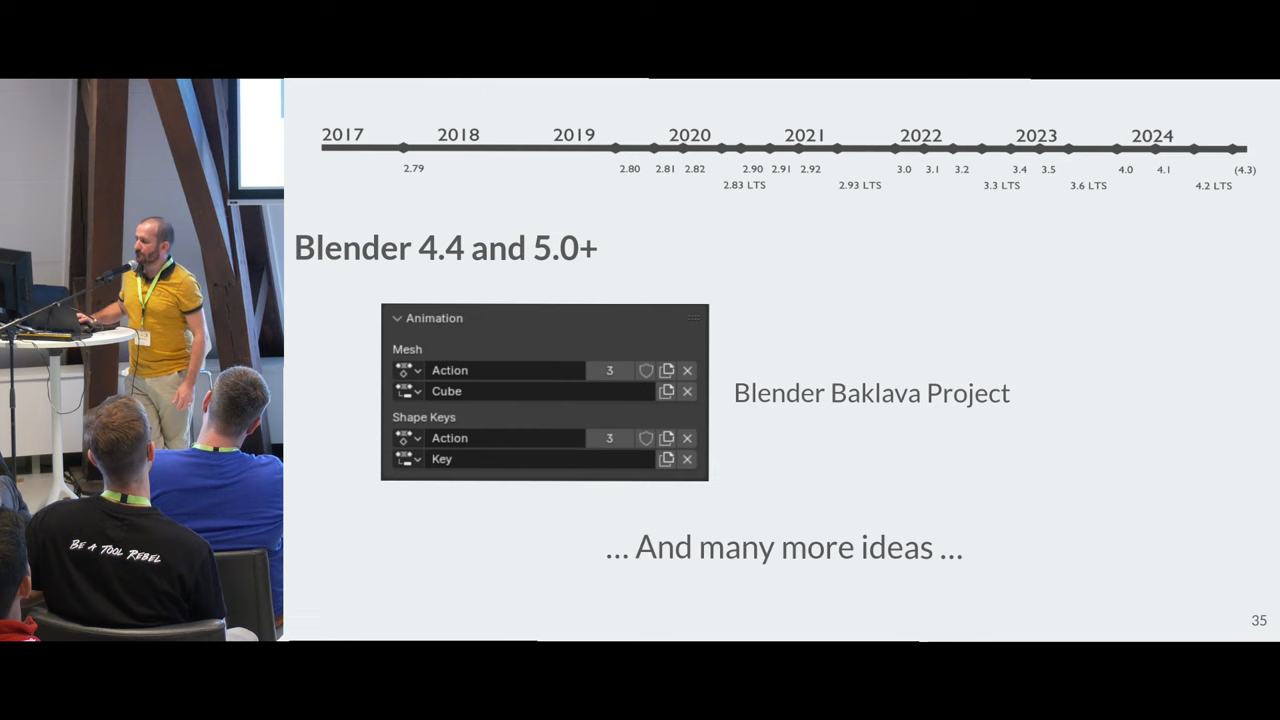 2017 2018 2019 2020 2021 2022 2023 2024
2.79 2.80 2.81 2.82 2.90 2.91 2.92 3.0 3.1 3.2 3.4 3.5 4.0 4.1 (4.3)
2.83 LTS 2.93 LTS 3.3 LTS 3.6 LTS 4.2 LTS
Blender 4.4 and 5.0+
Animation
Mesh
Action 3
Cube
Shape Keys
Action 3
Key
Blender Baklava Project
... And many more ideas ...
35
BE A TOOL REBEL